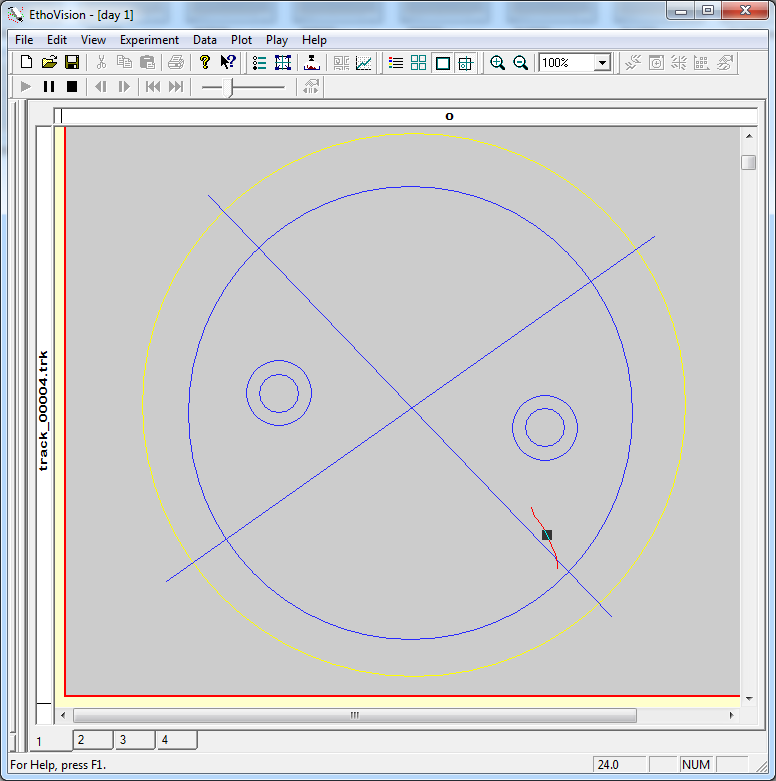 EthoVision - [day 1]
File Edit View Experiment Data Plot Play Help
100%
o
track_00004.trk
1 2 3 4
For Help, press F1.
24.0
NUM